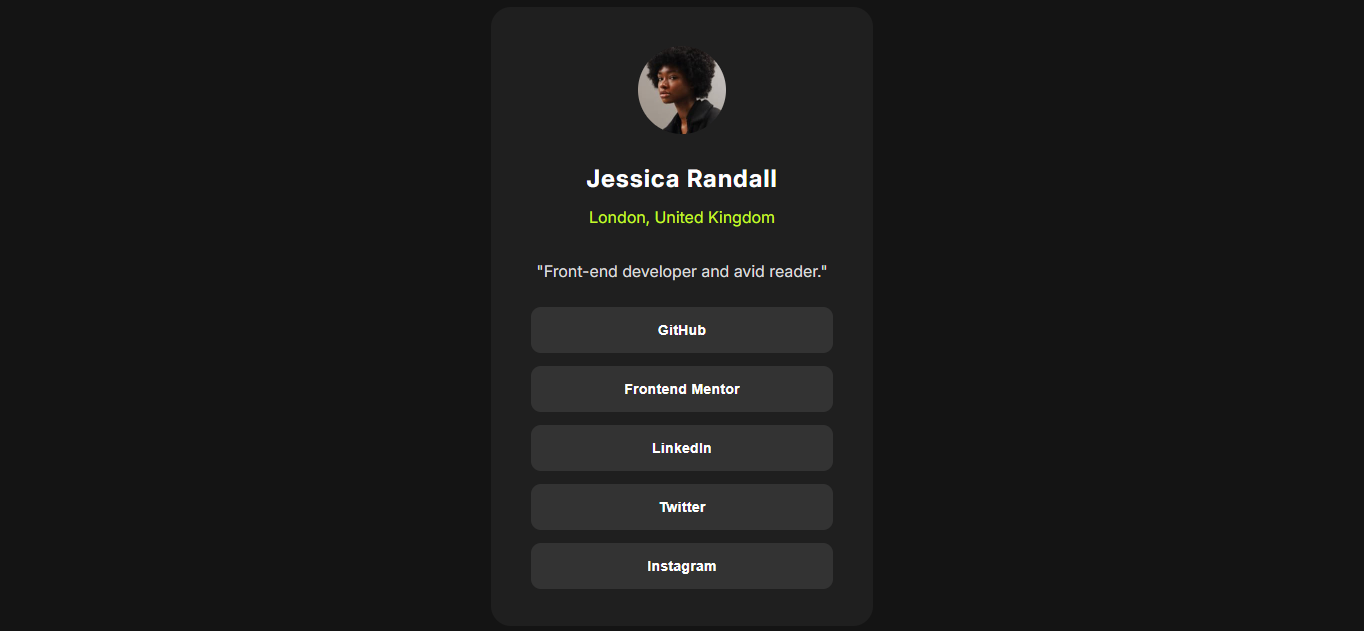 Jessica Randall
London, United Kingdom
"Front-end developer and avid reader."
GitHub
Frontend Mentor
LinkedIn
Twitter
Instagram